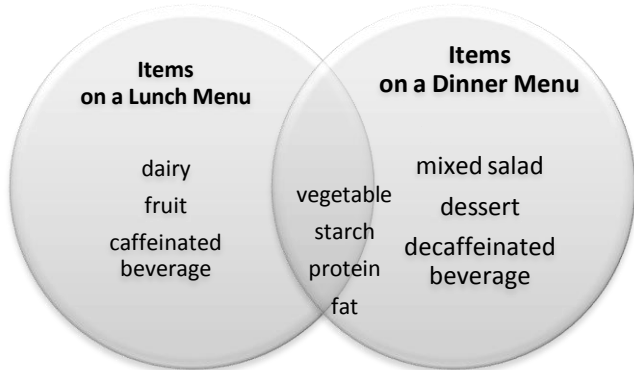 Items
on a Lunch Menu
dairy
fruit
caffeinated
beverage
vegetable
starch
protein
fat
Items
on a Dinner Menu
mixed salad
dessert
decaffeinated
beverage